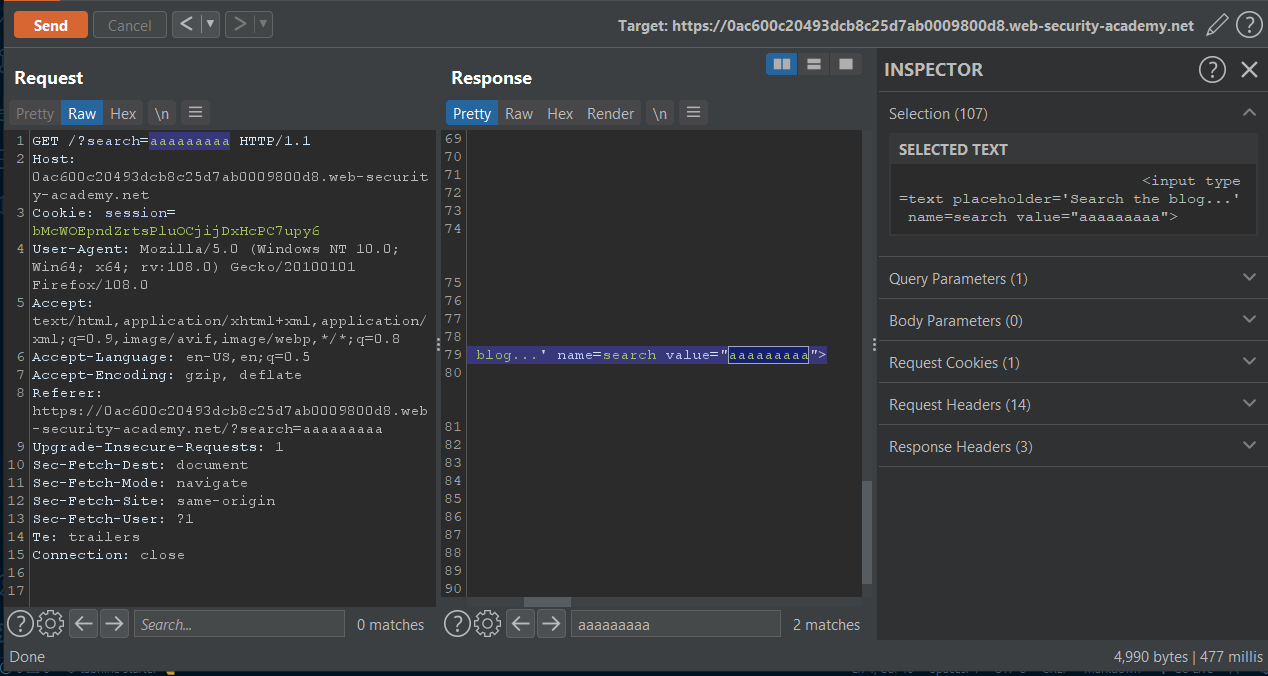 Send
Cancel
< | ▼
> | ▼
Target: https://0ac600c20493dcb8c25d7ab0009800d8.web-security-academy.net
?
Request
Pretty Raw Hex \n ≡
1 GET /?search=aaaaaaaaa HTTP/1.1
2 Host:
0ac600c20493dcb8c25d7ab0009800d8.web-securit
y-academy.net
3 Cookie: session=
bMcWOEpndZrtsPluOCjijDxHcPC7upy6
4 User-Agent: Mozilla/5.0 (Windows NT 10.0;
Win64; x64; rv:108.0) Gecko/20100101
Firefox/108.0
5 Accept:
text/html,application/xhtml+xml,application/
xml;q=0.9,image/avif,image/webp,*/*;q=0.8
6 Accept-Language: en-US,en;q=0.5
7 Accept-Encoding: gzip, deflate
8 Referer:
https://0ac600c20493dcb8c25d7ab0009800d8.web
-security-academy.net/?search=aaaaaaaaa
9 Upgrade-Insecure-Requests: 1
10 Sec-Fetch-Dest: document
11 Sec-Fetch-Mode: navigate
12 Sec-Fetch-Site: same-origin
13 Sec-Fetch-User: ?1
14 Te: trailers
15 Connection: close
16
17
?
Search...
0 matches
Response
Pretty Raw Hex Render \n ≡
69
70
71
72
73
74
75
76
77
78
79 blog...' name=search value="aaaaaaaaa">
80
81
82
83
84
85
86
87
88
89
90
?
aaaaaaaaa
2 matches
INSPECTOR
?
Selection (107)
SELECTED TEXT
<input type
=text placeholder='Search the blog...'
name=search value="aaaaaaaaa">
Query Parameters (1)
Body Parameters (0)
Request Cookies (1)
Request Headers (14)
Response Headers (3)
Done
4,990 bytes | 477 millis